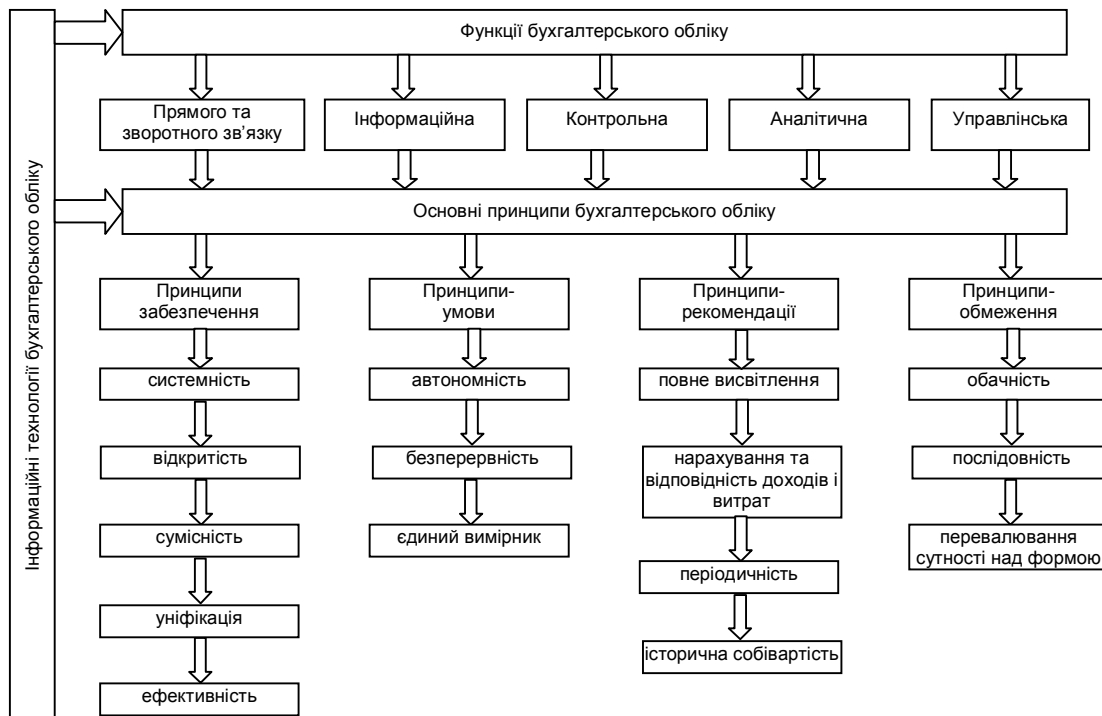 Інформаційні технології бухгалтерського обліку
Функції бухгалтерського обліку
Прямого та
зворотного зв’язку
Інформаційна
Контрольна
Аналітична
Управлінська
Основні принципи бухгалтерського обліку
Принципи
забезпечення
системність
відкритість
сумісність
уніфікація
ефективність
Принципи-
умови
автономність
безперервність
єдиний вимірник
Принципи-
рекомендації
повне висвітлення
нарахування та
відповідність доходів і
витрат
періодичність
історична собівартість
Принципи-
обмеження
обачність
послідовність
перевалювання
сутності над формою